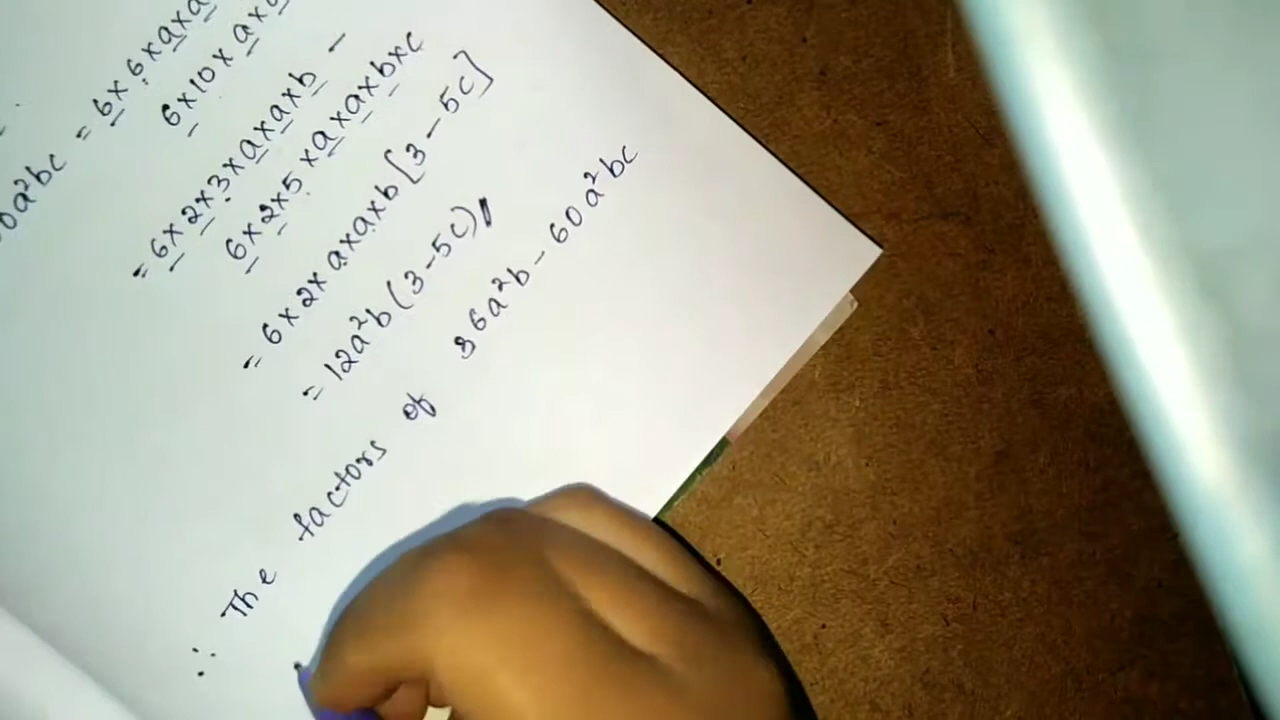 0a²bc = 6×6×a×a
6×10×a×
= 6×2×3×a×a×b –
6×2×5×a×a×b×c
= 6×2×a×a×b[3–5c]
= 12a²b(3–5c)
∴ The factors of 36a²b – 60a²bc